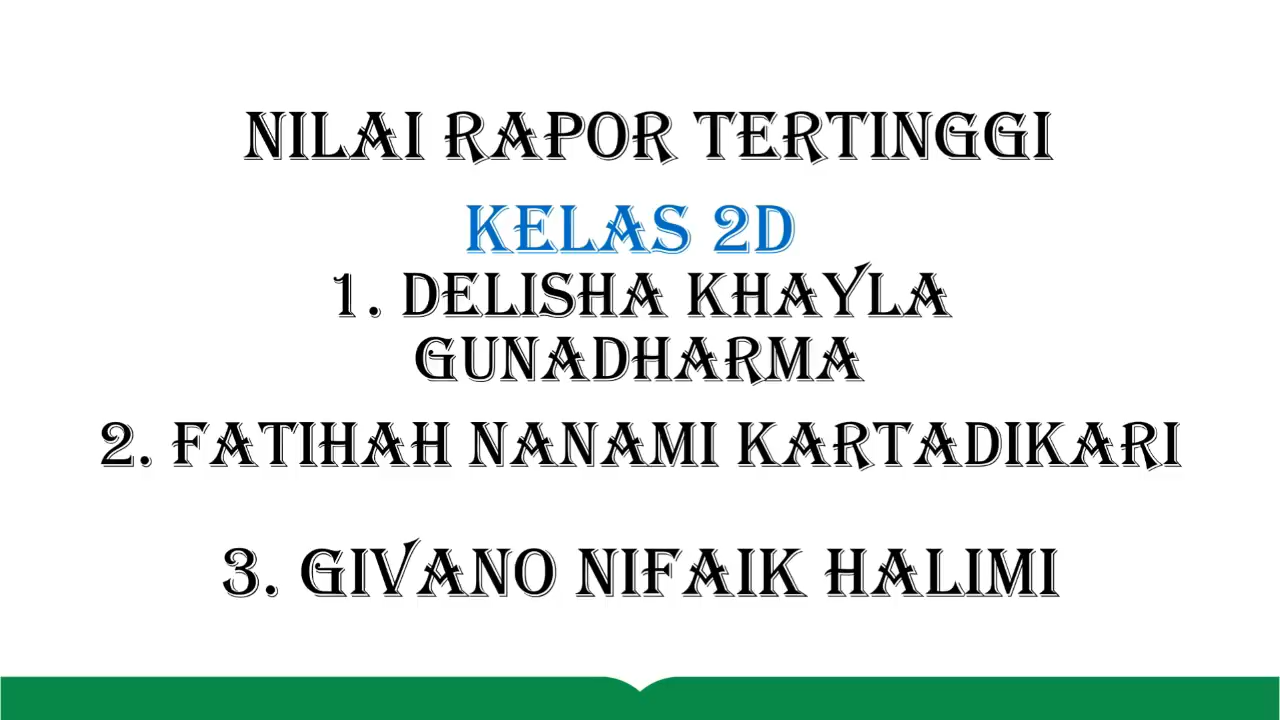 NILAI RAPOR TERTINGGI
KELAS 2D
1. DELISHA KHAYLA
GUNADHARMA
2. FATIHAH NANAMI KARTADIKARI
3. GIVANO NIFAIK HALIMI